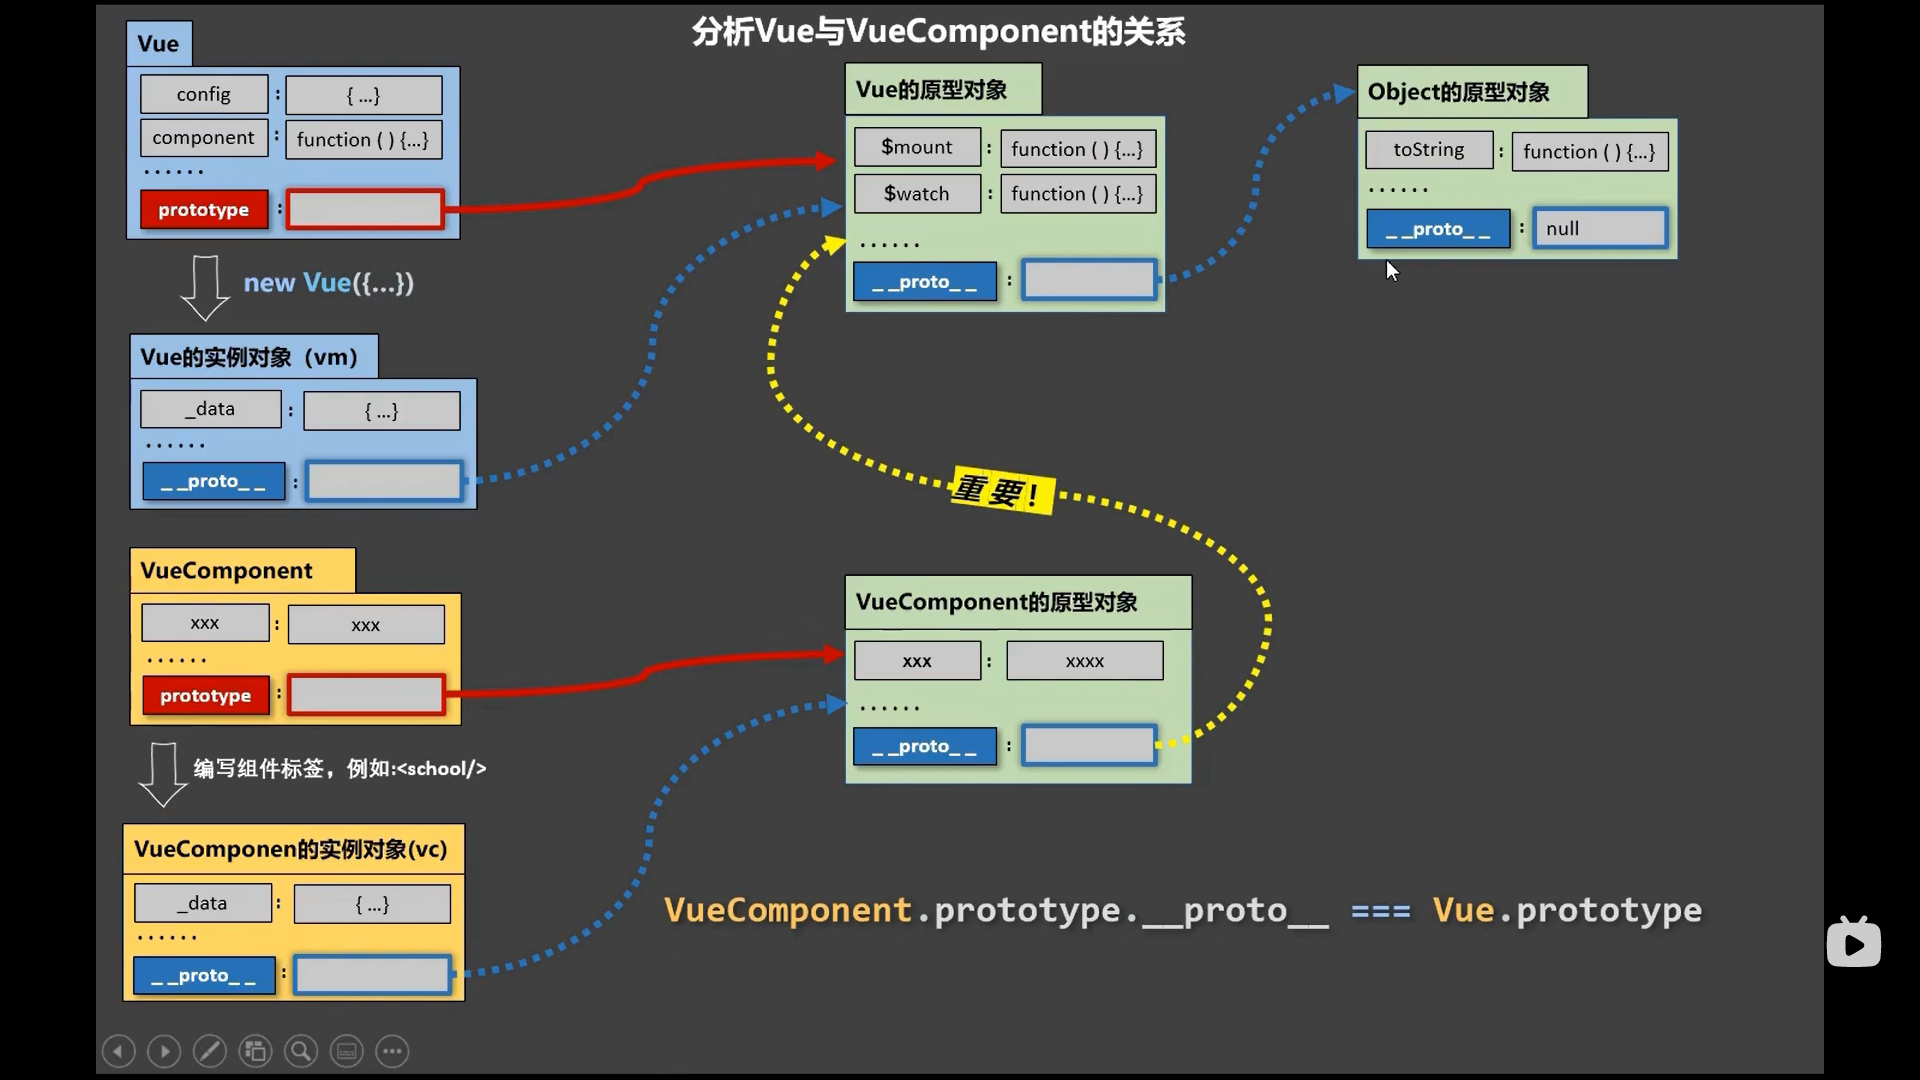 分析Vue与VueComponent的关系
Vue
config : { ...}
component : function ( ) {...}
······
prototype :
new Vue({...})
Vue的实例对象（vm）
_data : { ...}
······
_ _proto_ _ :
VueComponent
xxx : xxx
······
prototype :
编写组件标签，例如:<school/>
VueComponen的实例对象(vc)
_data : { ...}
······
_ _proto_ _ :
Vue的原型对象
$mount : function ( ) {...}
$watch : function ( ) {...}
······
_ _proto_ _ :
Object的原型对象
toString : function ( ) {...}
······
_ _proto_ _ : null
重要!
VueComponent的原型对象
xxx : xxxx
······
_ _proto_ _ :
VueComponent.prototype.__proto__ === Vue.prototype